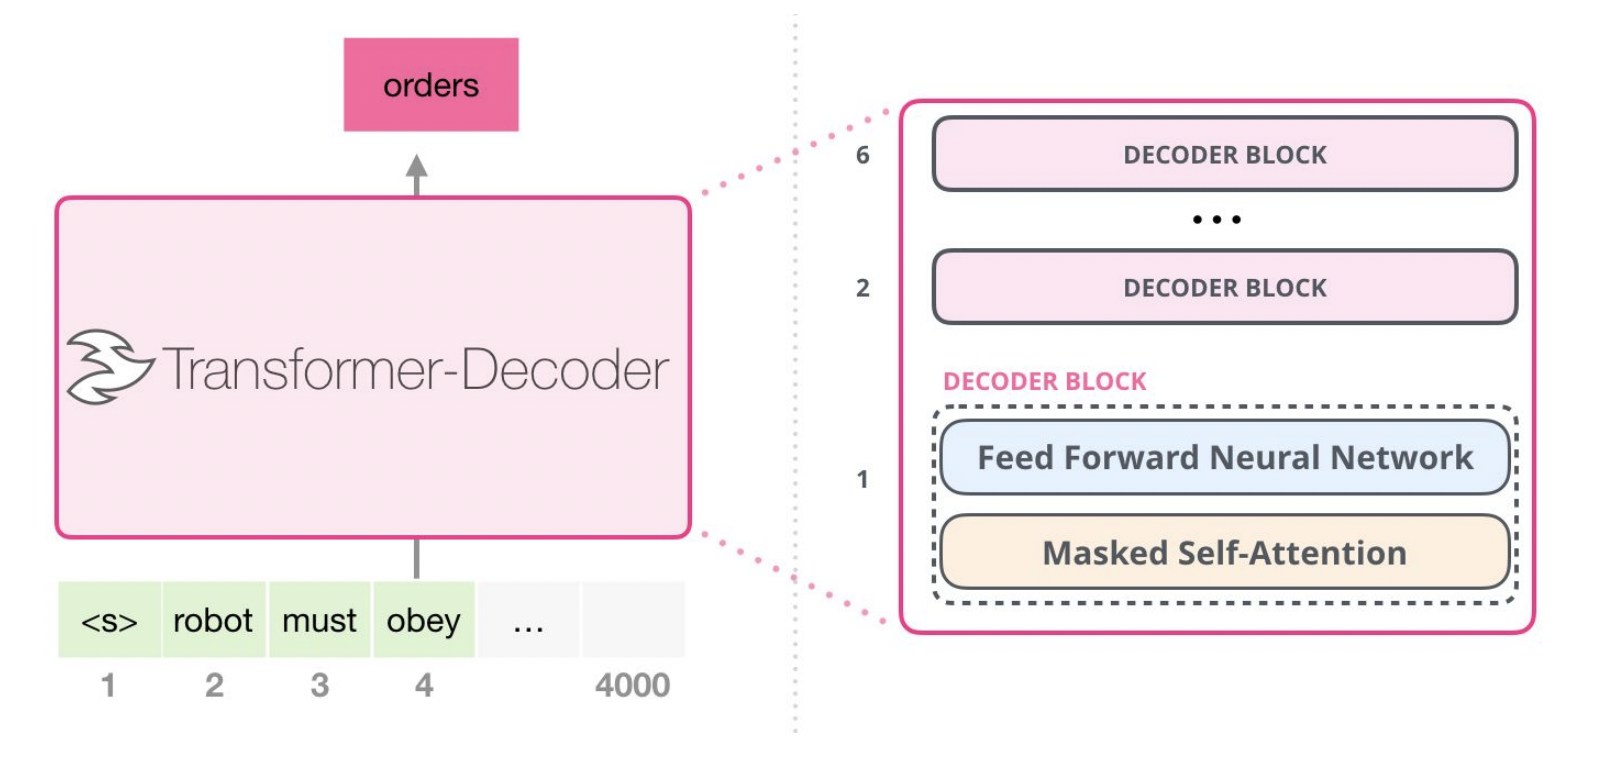 orders
Transformer-Decoder
<s> robot must obey ...
1 2 3 4 4000
6 DECODER BLOCK
...
2 DECODER BLOCK
DECODER BLOCK
1
Feed Forward Neural Network
Masked Self-Attention